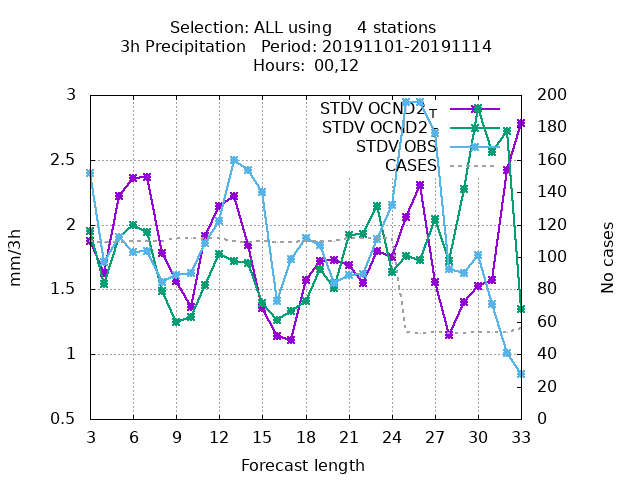 Selection: ALL using 4 stations
3h Precipitation Period: 20191101-20191114
Hours: 00,12
3
2.5
2
1.5
1
0.5
200
180
160
140
120
100
80
60
40
20
0
STDV OCND2_T
STDV OCND2_
STDV OBS
CASES
mm/3h
No cases
3 6 9 12 15 18 21 24 27 30 33
Forecast length